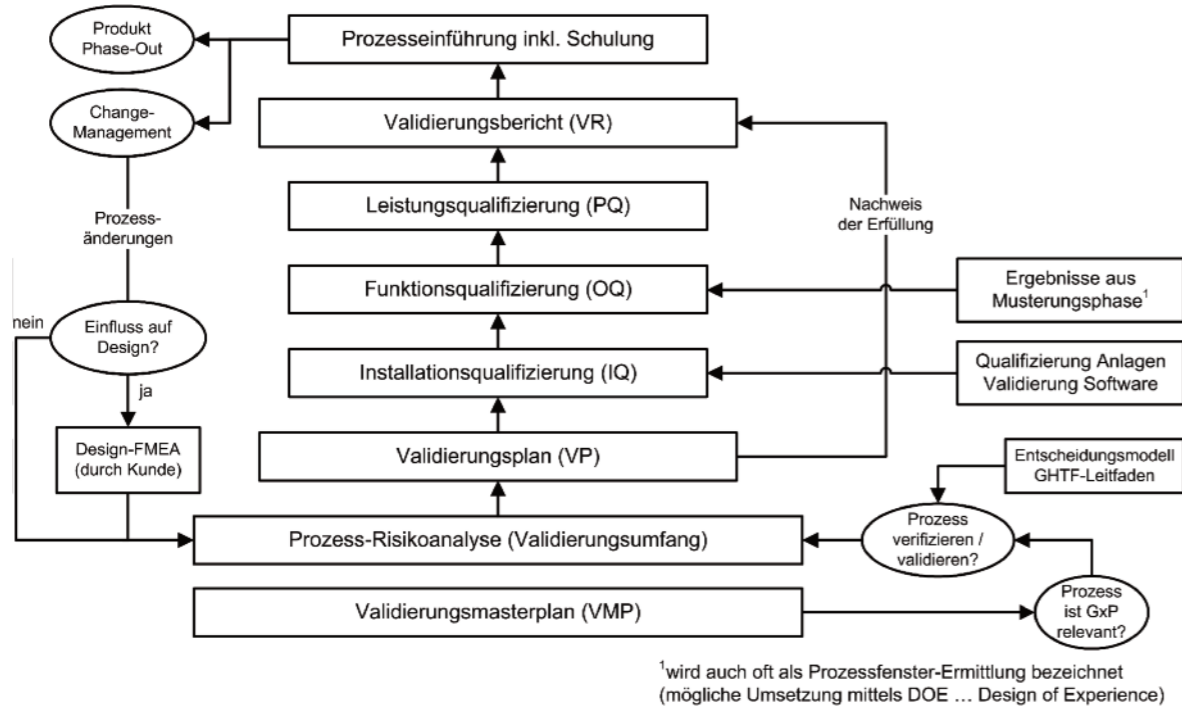 Produkt
Phase-Out
Prozesseinführung inkl. Schulung
Change-
Management
Validierungsbericht (VR)
Leistungsqualifizierung (PQ)
Nachweis
der Erfüllung
Prozess-
änderungen
Funktionsqualifizierung (OQ)
Ergebnisse aus
Musterungsphase¹
nein
Einfluss auf
Design?
Installationsqualifizierung (IQ)
Qualifizierung Anlagen
Validierung Software
ja
Design-FMEA
(durch Kunde)
Validierungsplan (VP)
Entscheidungsmodell
GHTF-Leitfaden
Prozess-Risikoanalyse (Validierungsumfang)
Prozess
verifizieren /
validieren?
Validierungsmasterplan (VMP)
Prozess
ist GxP
relevant?
¹wird auch oft als Prozessfenster-Ermittlung bezeichnet
(mögliche Umsetzung mittels DOE ... Design of Experience)